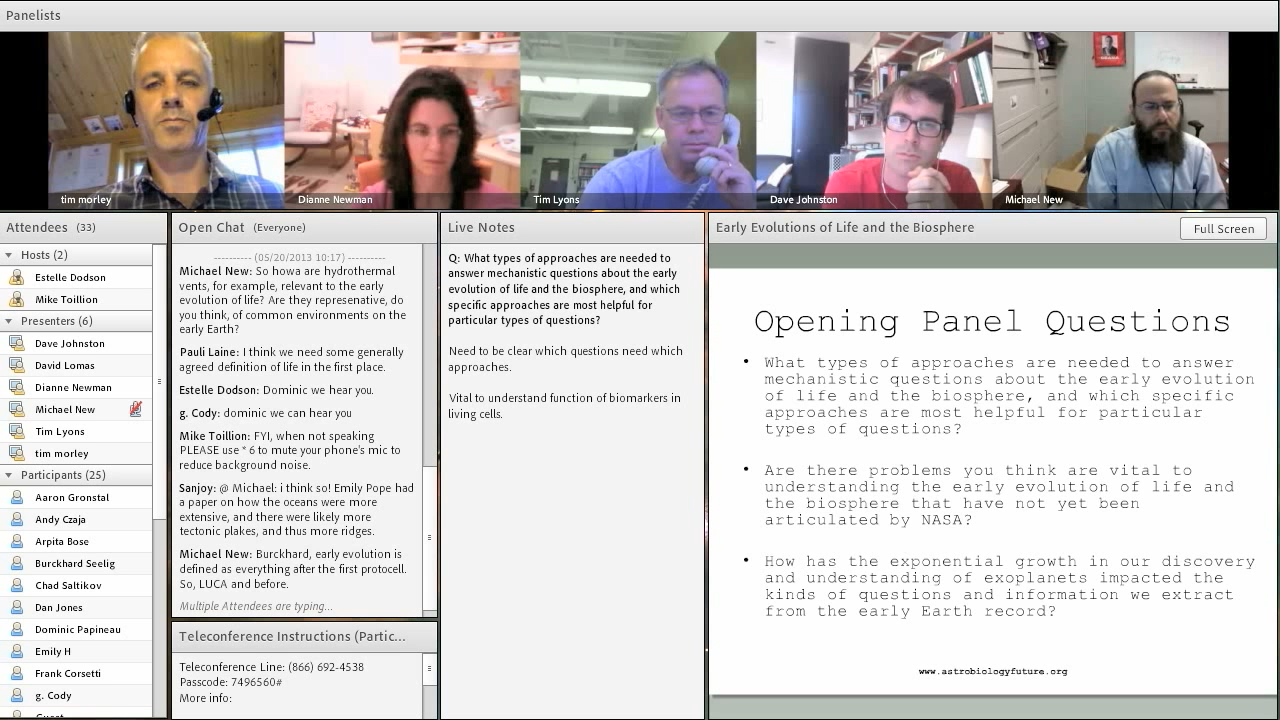 Panelists
tim morley
Dianne Newman
Tim Lyons
Dave Johnston
Michael New
Attendees (33)
Hosts (2)
Estelle Dodson
Mike Toillion
Presenters (6)
Dave Johnston
David Lomas
Dianne Newman
Michael New
Tim Lyons
tim morley
Participants (25)
Aaron Gronstal
Andy Czaja
Arpita Bose
Burckhard Seelig
Chad Saltikov
Dan Jones
Dominic Papineau
Emily H
Frank Corsetti
g. Cody
Guest
Open Chat (Everyone)
---------- (05/20/2013 10:17) ----------
Michael New: So howa are hydrothermal
vents, for example, relevant to the early
evolution of life? Are they represenative, do
you think, of common environments on the
early Earth?
Pauli Laine: I think we need some generally
agreed definition of life in the first place.
Estelle Dodson: Dominic we hear you.
g. Cody: dominic we can hear you
Mike Toillion: FYI, when not speaking
PLEASE use * 6 to mute your phone's mic to
reduce background noise.
Sanjoy: @ Michael: i think so! Emily Pope had
a paper on how the oceans were more
extensive, and there were likely more
tectonic plakes, and thus more ridges.
Michael New: Burckhard, early evolution is
defined as everything after the first protocell.
So, LUCA and before.
Multiple Attendees are typing...
Teleconference Instructions (Partic...
Teleconference Line: (866) 692-4538
Passcode: 7496560#
More info:
Live Notes
Q: What types of approaches are needed to
answer mechanistic questions about the early
evolution of life and the biosphere, and which
specific approaches are most helpful for
particular types of questions?
Need to be clear which questions need which
approaches.
Vital to understand function of biomarkers in
living cells.
Early Evolutions of Life and the Biosphere
Full Screen
Opening Panel Questions
• What types of approaches are needed to answer
mechanistic questions about the early evolution
of life and the biosphere, and which specific
approaches are most helpful for particular
types of questions?
• Are there problems you think are vital to
understanding the early evolution of life and
the biosphere that have not yet been
articulated by NASA?
• How has the exponential growth in our discovery
and understanding of exoplanets impacted the
kinds of questions and information we extract
from the early Earth record?
www.astrobiologyfuture.org